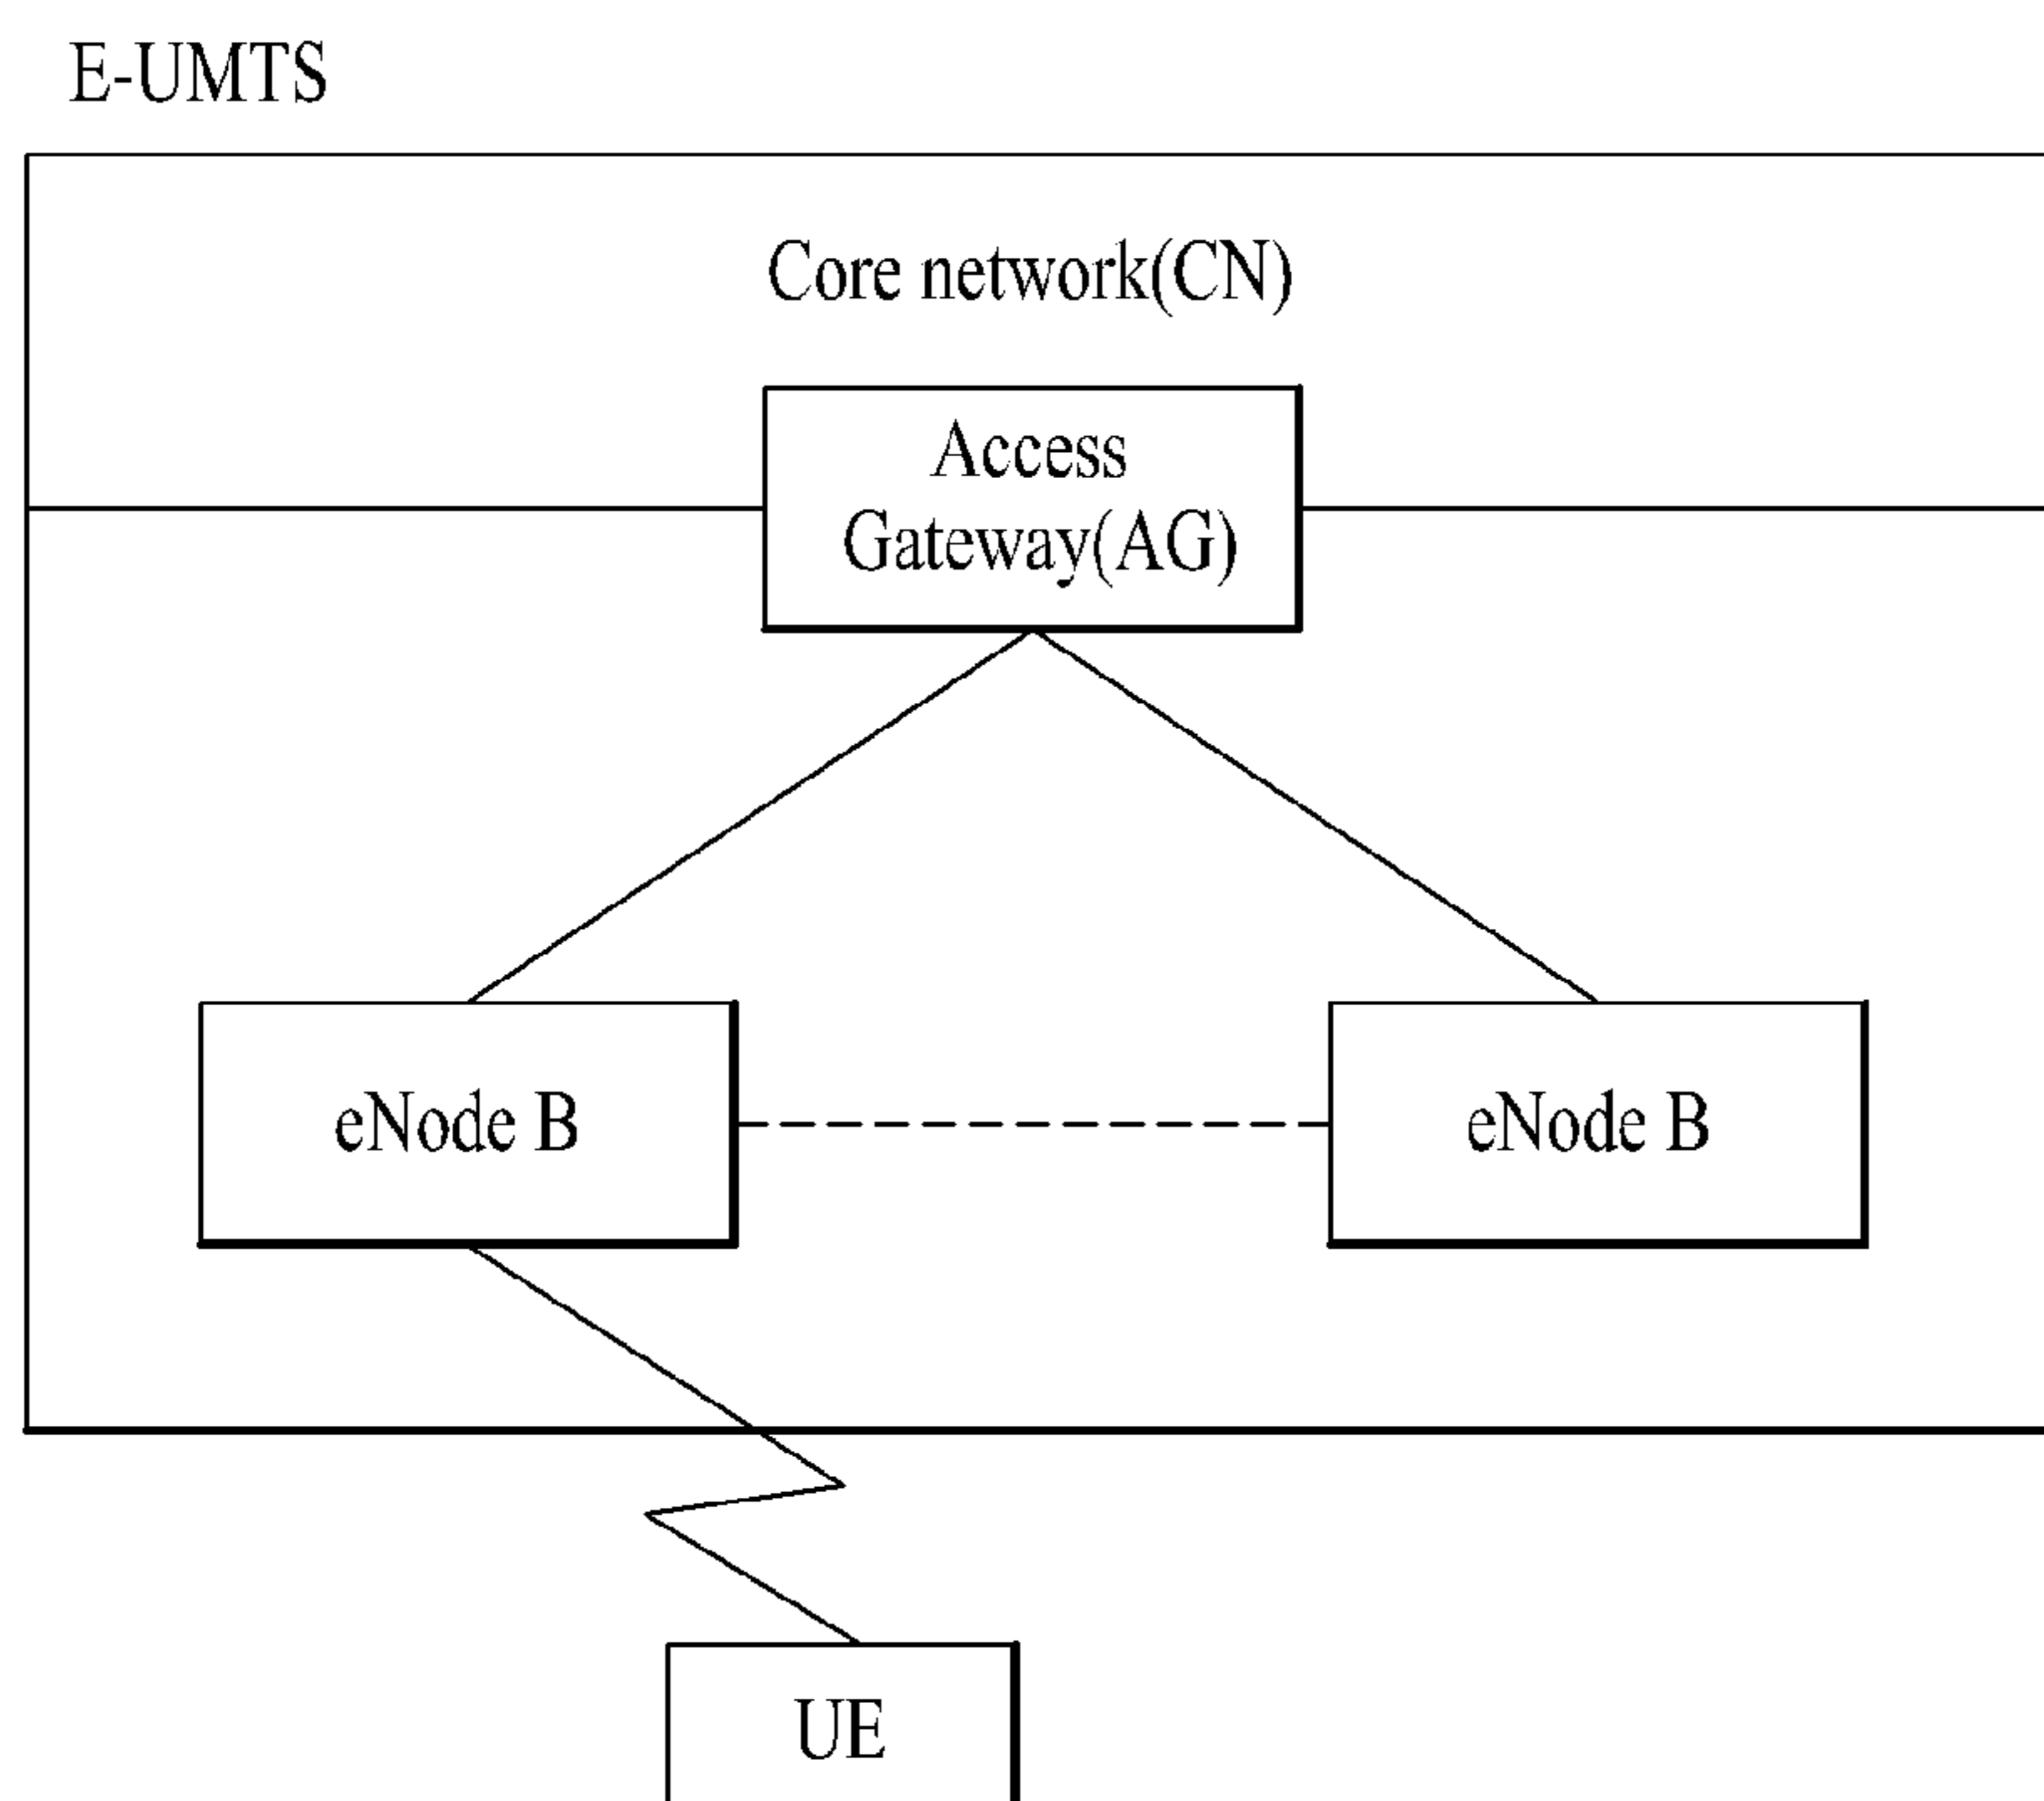 E-UMTS
Core network(CN)
Access
Gateway(AG)
eNode B
eNode B
UE